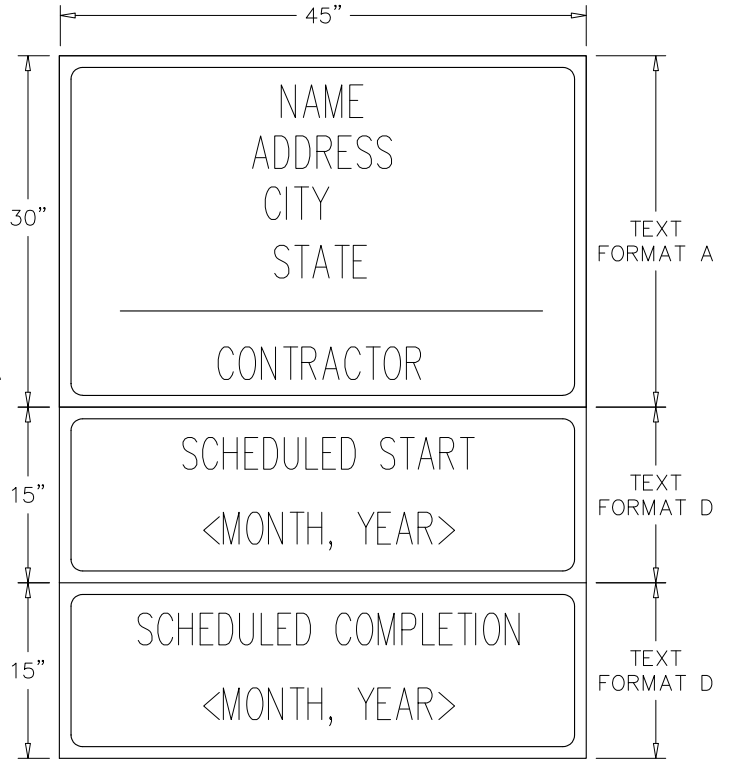 45”
NAME
ADDRESS
CITY
STATE
CONTRACTOR
30”
TEXT
FORMAT A
SCHEDULED START
<MONTH, YEAR>
15”
TEXT
FORMAT D
SCHEDULED COMPLETION
<MONTH, YEAR>
15”
TEXT
FORMAT D